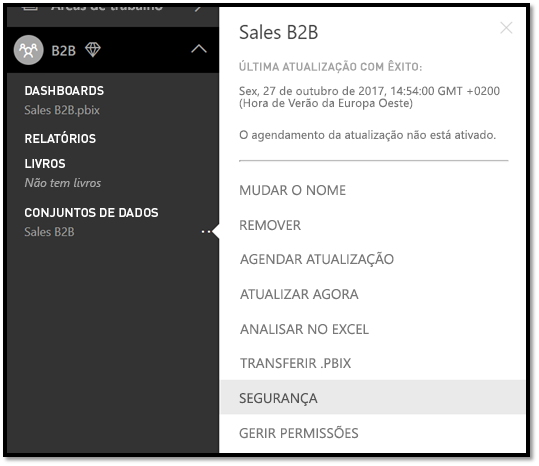 Áreas de trabalho
B2B
DASHBOARDS
Sales B2B.pbix
RELATÓRIOS
LIVROS
Não tem livros
CONJUNTOS DE DADOS
Sales B2B
Sales B2B
ÚLTIMA ATUALIZAÇÃO COM ÊXITO:
Sex, 27 de outubro de 2017, 14:54:00 GMT +0200
(Hora de Verão da Europa Oeste)
O agendamento da atualização não está ativado.
MUDAR O NOME
REMOVER
AGENDAR ATUALIZAÇÃO
ATUALIZAR AGORA
ANALISAR NO EXCEL
TRANSFERIR .PBIX
SEGURANÇA
GERIR PERMISSÕES